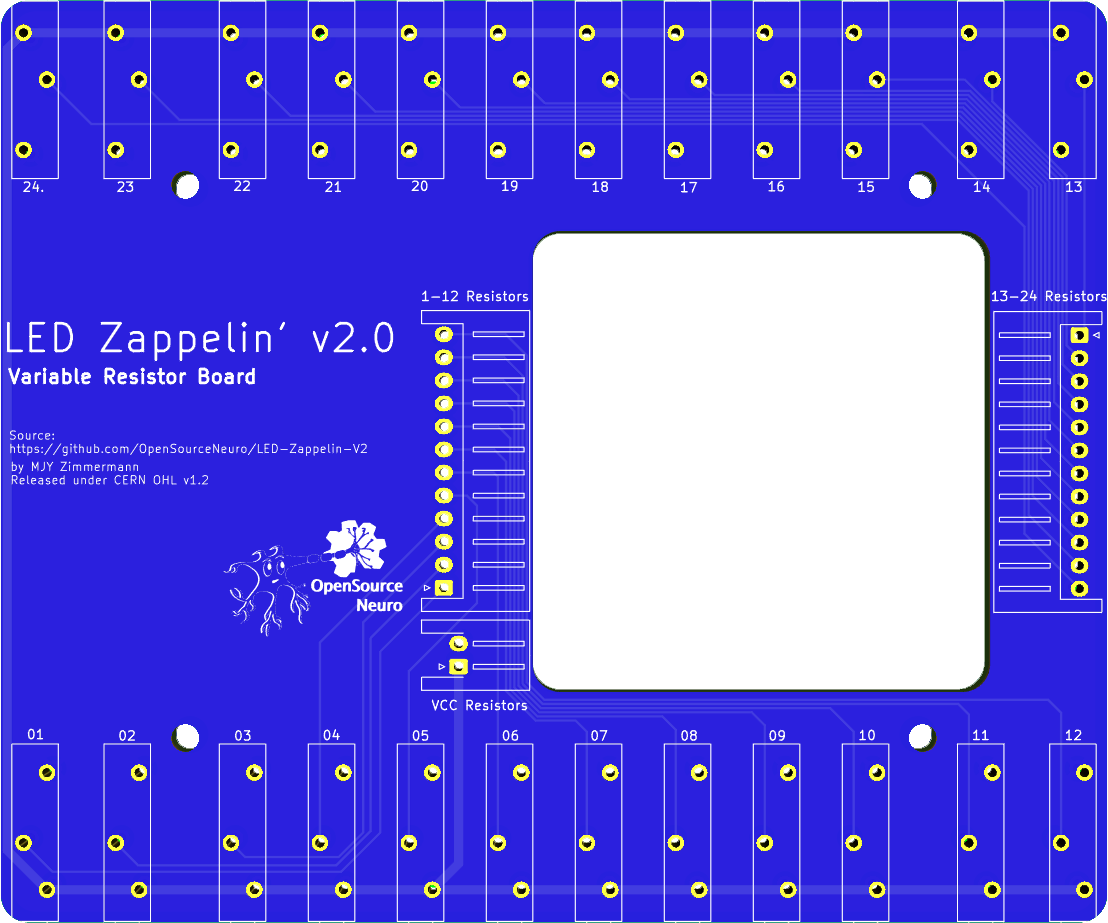 24. 23 22 21 20 19 18 17 16 15 14 13
1-12 Resistors
13-24 Resistors
LED Zappelin' v2.0
Variable Resistor Board
Source:
https://github.com/OpenSourceNeuro/LED-Zappelin-V2
by MJY Zimmermann
Released under CERN OHL v1.2
OpenSource
Neuro
VCC Resistors
01 02 03 04 05 06 07 08 09 10 11 12